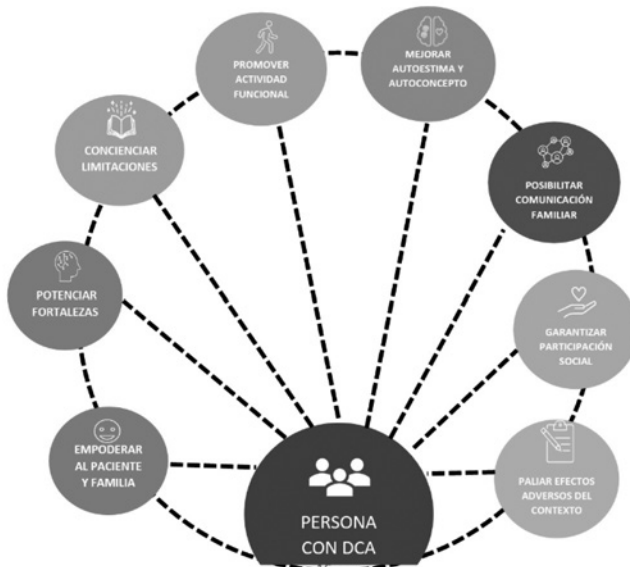 PROMOVER
ACTIVIDAD
FUNCIONAL
MEJORAR
AUTOESTIMA Y
AUTOCONCEPTO
CONCIENCIAR
LIMITACIONES
POSIBILITAR
COMUNICACIÓN
FAMILIAR
POTENCIAR
FORTALEZAS
GARANTIZAR
PARTICIPACIÓN
SOCIAL
EMPODERAR
AL PACIENTE
Y FAMILIA
PALIAR EFECTOS
ADVERSOS DEL
CONTEXTO
PERSONA
CON DCA